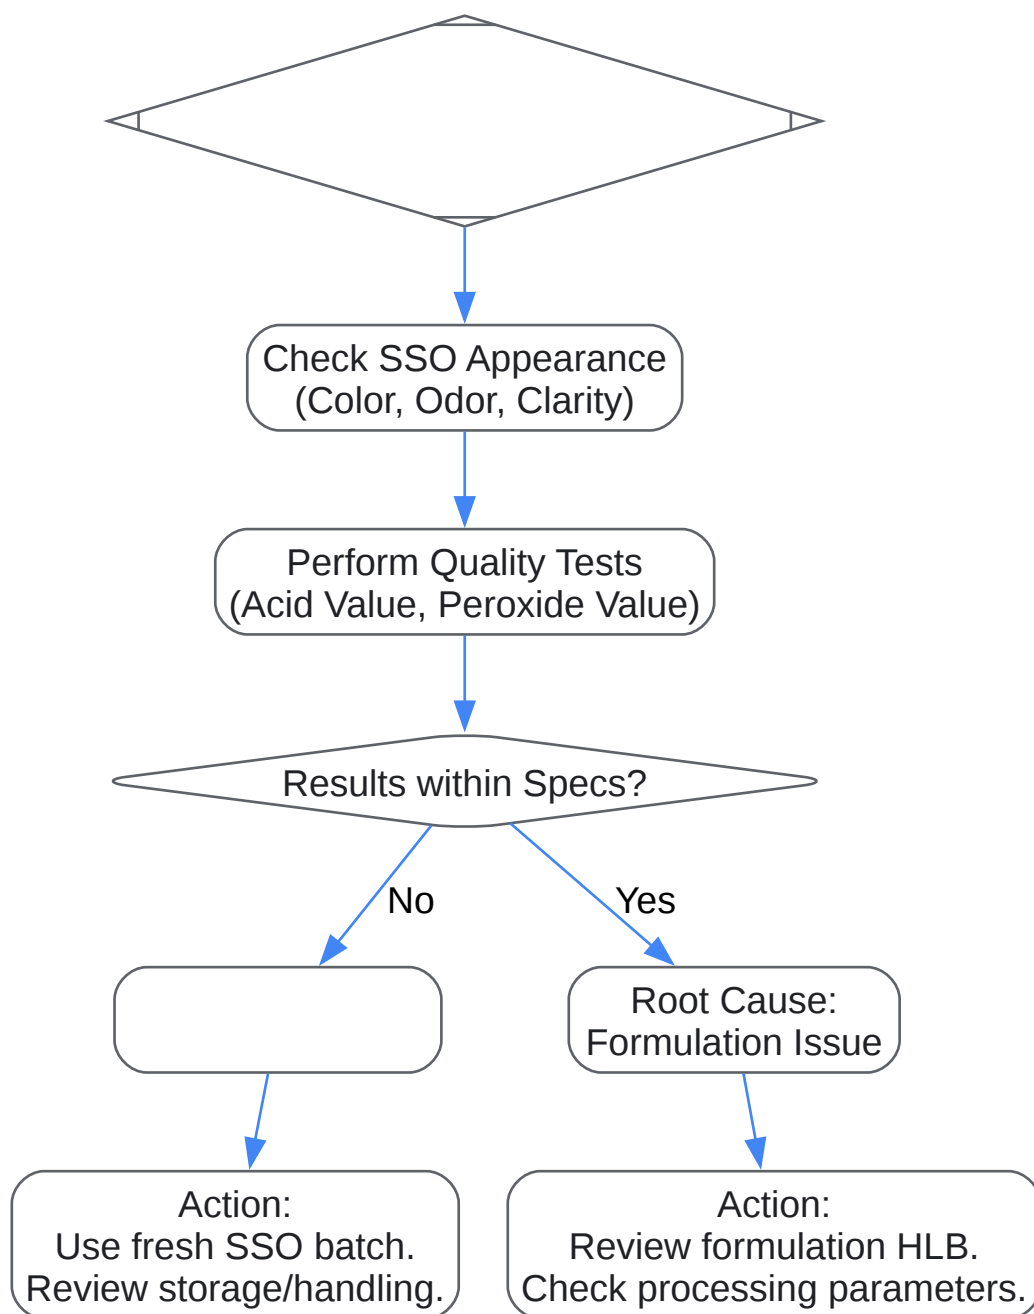 Check SSO Appearance
(Color, Odor, Clarity)
Perform Quality Tests
(Acid Value, Peroxide Value)
Results within Specs?
No
Yes
Root Cause:
Formulation Issue
Action:
Use fresh SSO batch.
Review storage/handling.
Action:
Review formulation HLB.
Check processing parameters.